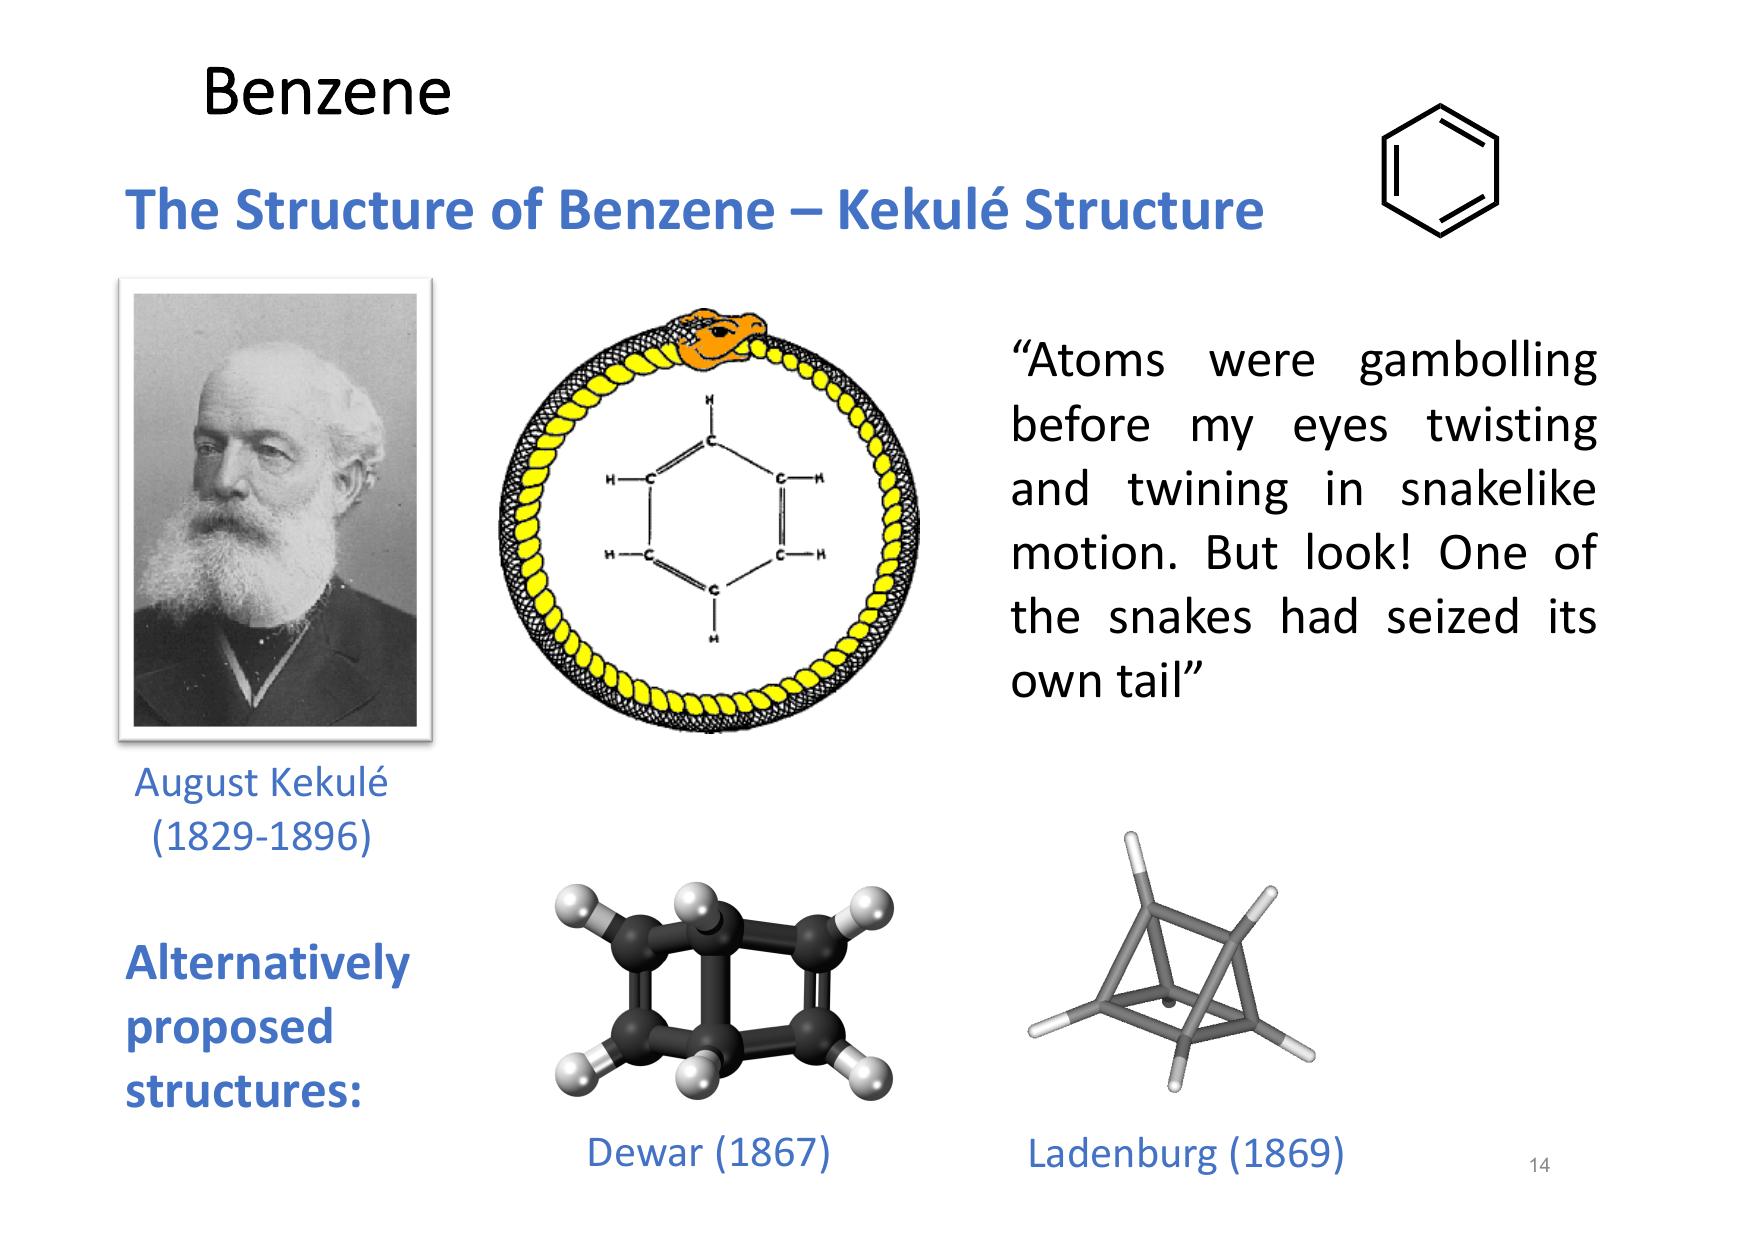 Benzene
The Structure of Benzene – Kekulé Structure
“Atoms were gambolling
before my eyes twisting
and twining in snakelike
motion. But look! One of
the snakes had seized its
own tail”
H
C
H C C H
H C C H
C
H
August Kekulé
(1829-1896)
Alternatively
proposed
structures:
Dewar (1867)
Ladenburg (1869)
14